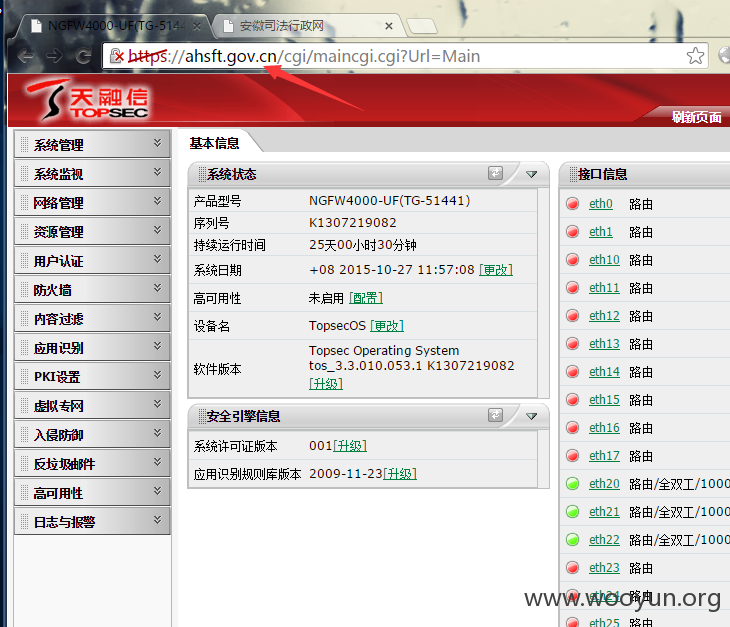 NGFW4000-UF(TG-5144
安徽司法行政网
https://ahsft.gov.cn/cgi/maincgi.cgi?Url=Main
天融信
TOPSEC
刷新页面
系统管理
系统监视
网络管理
资源管理
用户认证
防火墙
内容过滤
应用识别
PKI设置
虚拟专网
入侵防御
反垃圾邮件
高可用性
日志与报警
基本信息
系统状态
产品型号 NGFW4000-UF(TG-51441)
序列号 K1307219082
持续运行时间 25天00小时30分钟
系统日期 +08 2015-10-27 11:57:08 [更改]
高可用性 未启用 [配置]
设备名 TopsecOS [更改]
软件版本 Topsec Operating System
tos_3.3.010.053.1 K1307219082
[升级]
安全引擎信息
系统许可证版本 001[升级]
应用识别规则库版本 2009-11-23[升级]
接口信息
eth0 路由
eth1 路由
eth10 路由
eth11 路由
eth12 路由
eth13 路由
eth14 路由
eth15 路由
eth16 路由
eth17 路由
eth20 路由/全双工/1000
eth21 路由/全双工/1000
eth22 路由/全双工/1000
eth23 路由
eth24 路由
eth25 路由
www.wooyun.org